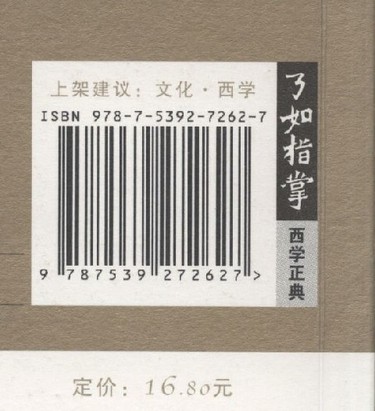 上架建议：文化·西学
ISBN 978-7-5392-7262-7
9 787539 272627 >
了如指掌
西学正典
定价：16.80元